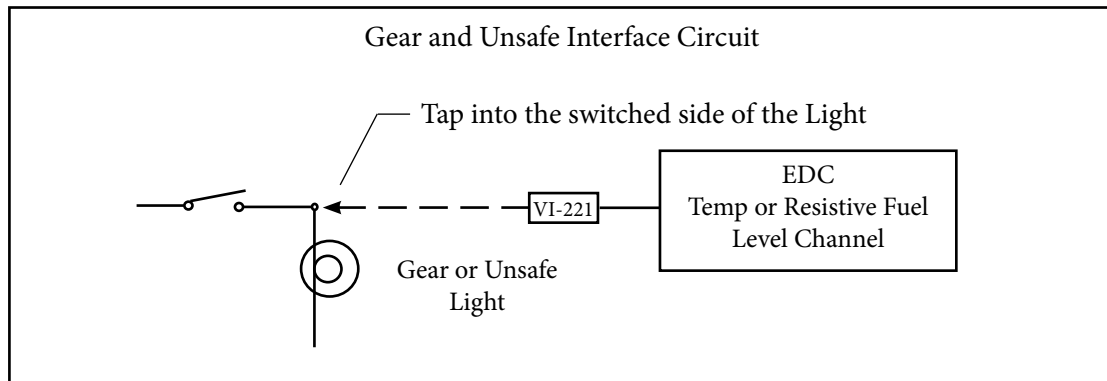 Gear and Unsafe Interface Circuit
Tap into the switched side of the Light
VI-221
EDC
Temp or Resistive Fuel
Level Channel
Gear or Unsafe
Light